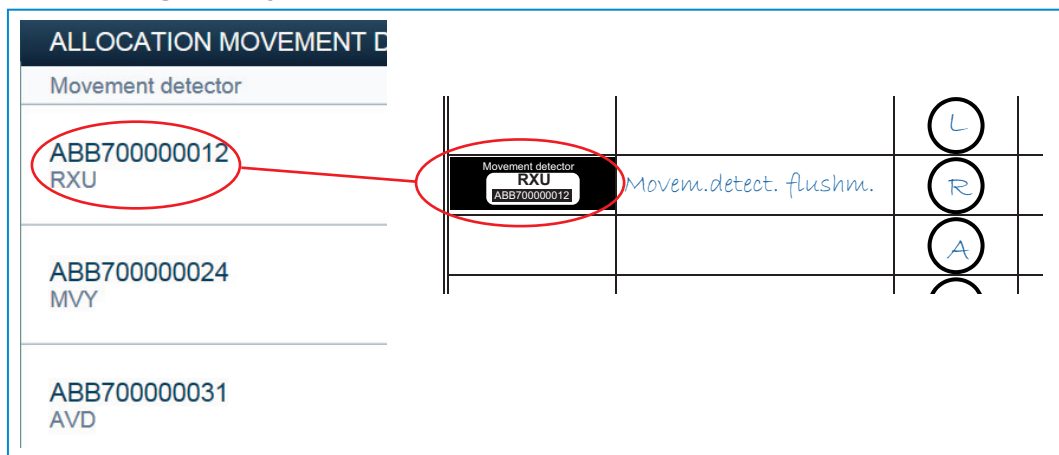 ALLOCATION MOVEMENT D
Movement detector
ABB700000012
RXU
ABB700000024
MVY
ABB700000031
AVD
L
Movement detector
RXU
ABB700000012
Movem.detect. flushm.
R
A